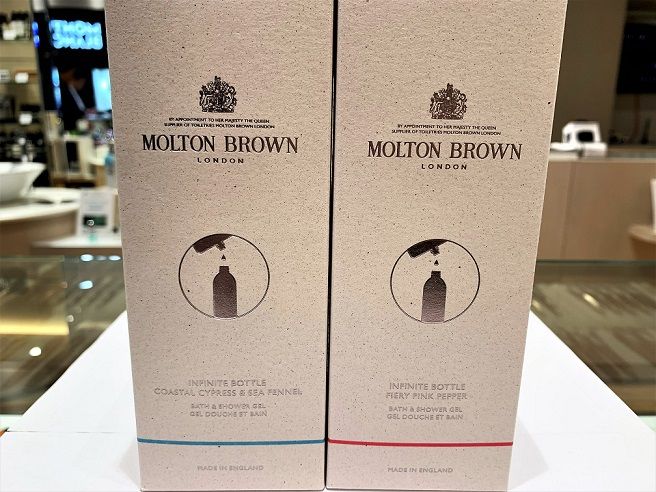 BY APPOINTMENT TO HER MAJESTY THE QUEEN
SUPPLIER OF TOILETRIES MOLTON BROWN LONDON
MOLTON BROWN
LONDON
INFINITE BOTTLE
COASTAL CYPRESS & SEA FENNEL
BATH & SHOWER GEL
GEL DOUCHE ET BAIN
MADE IN ENGLAND
BY APPOINTMENT TO HER MAJESTY THE QUEEN
SUPPLIER OF TOILETRIES MOLTON BROWN LONDON
MOLTON BROWN
LONDON
INFINITE BOTTLE
FIERY PINK PEPPER
BATH & SHOWER GEL
GEL DOUCHE ET BAIN
MADE IN ENGLAND